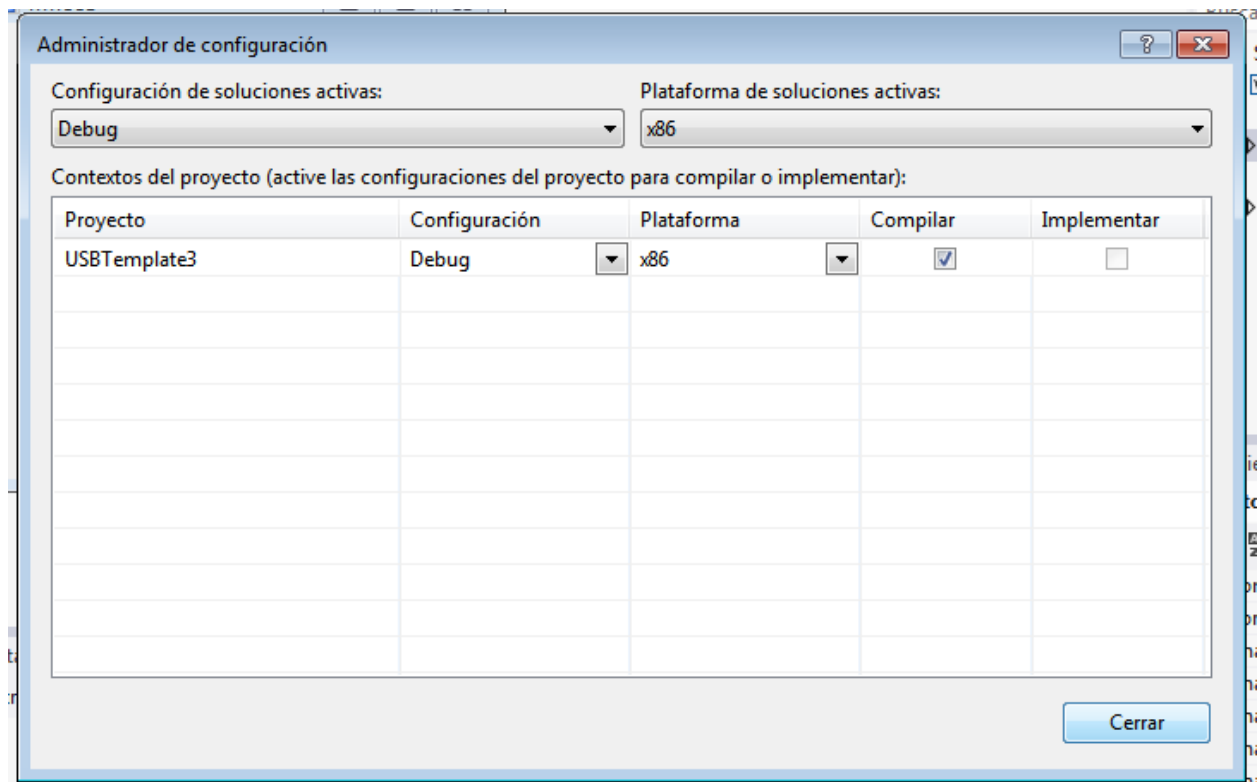 Administrador de configuración
Configuración de soluciones activas: Plataforma de soluciones activas:
Debug x86
Contextos del proyecto (active las configuraciones del proyecto para compilar o implementar):
Proyecto Configuración Plataforma Compilar Implementar
USBTemplate3 Debug x86
Cerrar